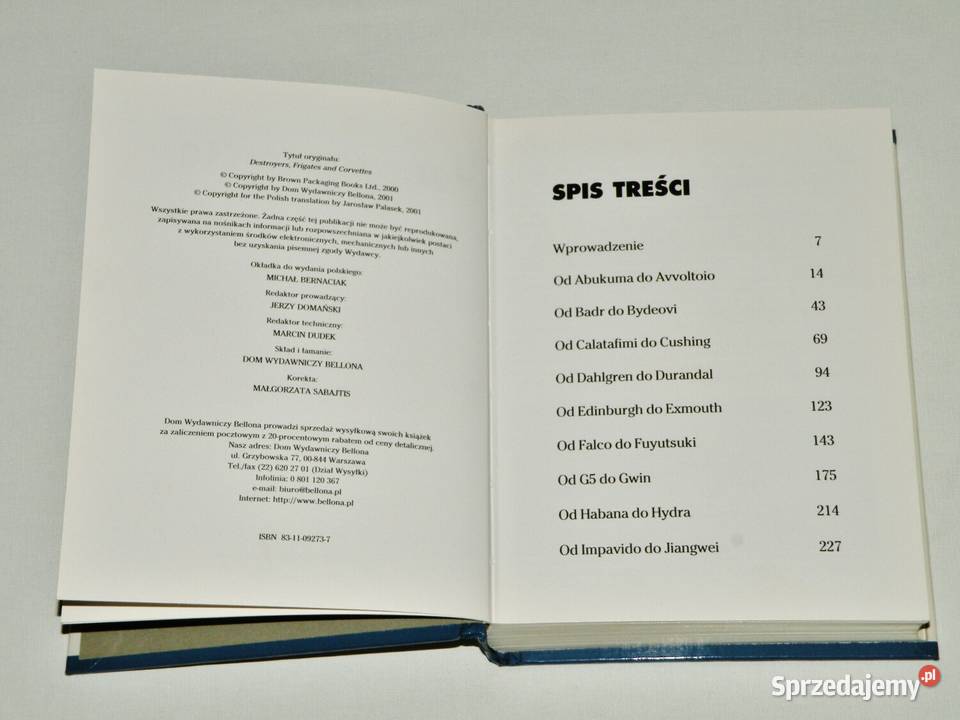 Tytuł oryginału:
Destroyers, Frigates and Corvettes
© Copyright by Brown Packaging Books Ltd., 2000
© Copyright by Dom Wydawniczy Bellona, 2001
© Copyright for the Polish translation by Jarosław Palasek, 2001
Wszystkie prawa zastrzeżone. Żadna część tej publikacji nie może być reprodukowana,
zapisywana na nośnikach informacji lub rozpowszechniana w jakiejkolwiek postaci
z wykorzystaniem środków elektronicznych, mechanicznych lub innych
bez uzyskania pisemnej zgody Wydawcy.
Okładka do wydania polskiego:
MICHAŁ BERNACIAK
Redaktor prowadzący:
JERZY DOMAŃSKI
Redaktor techniczny:
MARCIN DUDEK
Skład i łamanie:
DOM WYDAWNICZY BELLONA
Korekta:
MAŁGORZATA SABAJTIS
Dom Wydawniczy Bellona prowadzi sprzedaż wysyłkową swoich książek
za zaliczeniem pocztowym z 20-procentowym rabatem od ceny detalicznej.
Nasz adres: Dom Wydawniczy Bellona
ul. Grzybowska 77, 00-844 Warszawa
Tel./fax (22) 620 27 01 (Dział Wysyłki)
Infolinia: 0 801 120 367
e-mail: biuro@bellona.pl
Internet: http://www.bellona.pl
ISBN 83-11-09273-7
SPIS TREŚCI
Wprowadzenie 7
Od Abukuma do Avvoltoio 14
Od Badr do Bydeovi 43
Od Calatafimi do Cushing 69
Od Dahlgren do Durandal 94
Od Edinburgh do Exmouth 123
Od Falco do Fuyutsuki 143
Od G5 do Gwin 175
Od Habana do Hydra 214
Od Impavido do Jiangwei 227
Sprzedajemy.pl